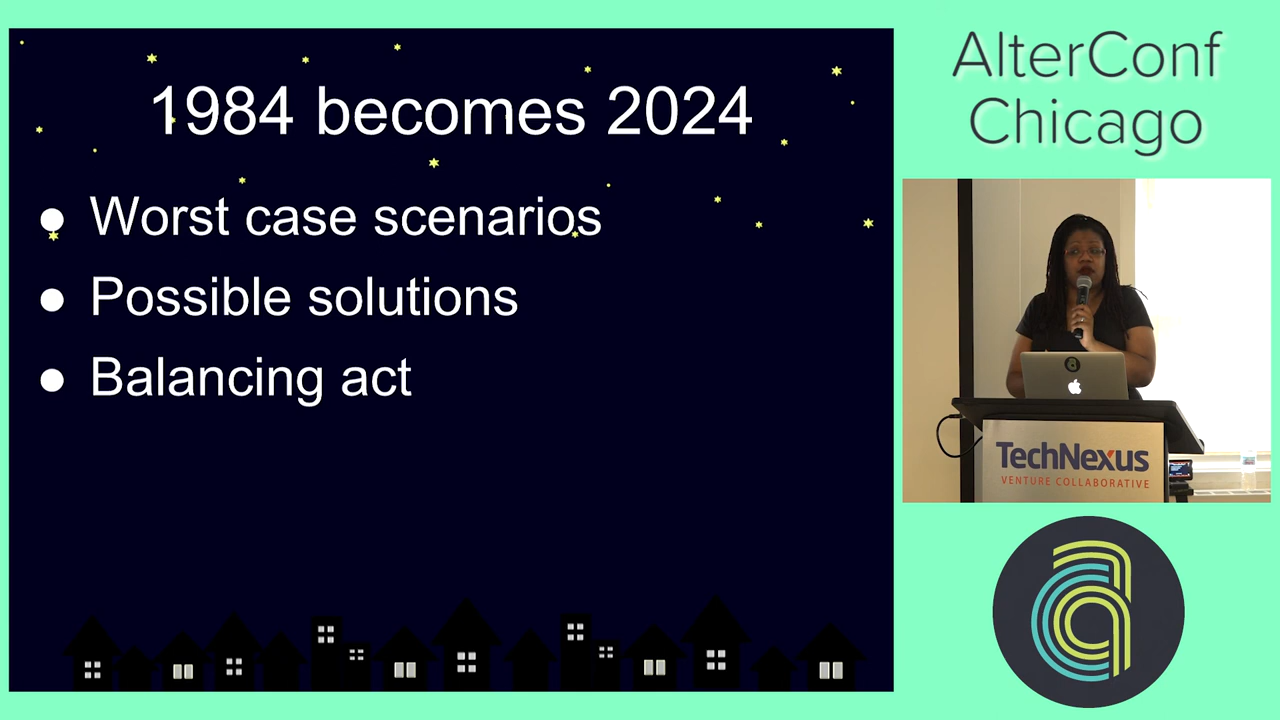 1984 becomes 2024
● Worst case scenarios
● Possible solutions
● Balancing act
AlterConf
Chicago
TechNexus
VENTURE COLLABORATIVE